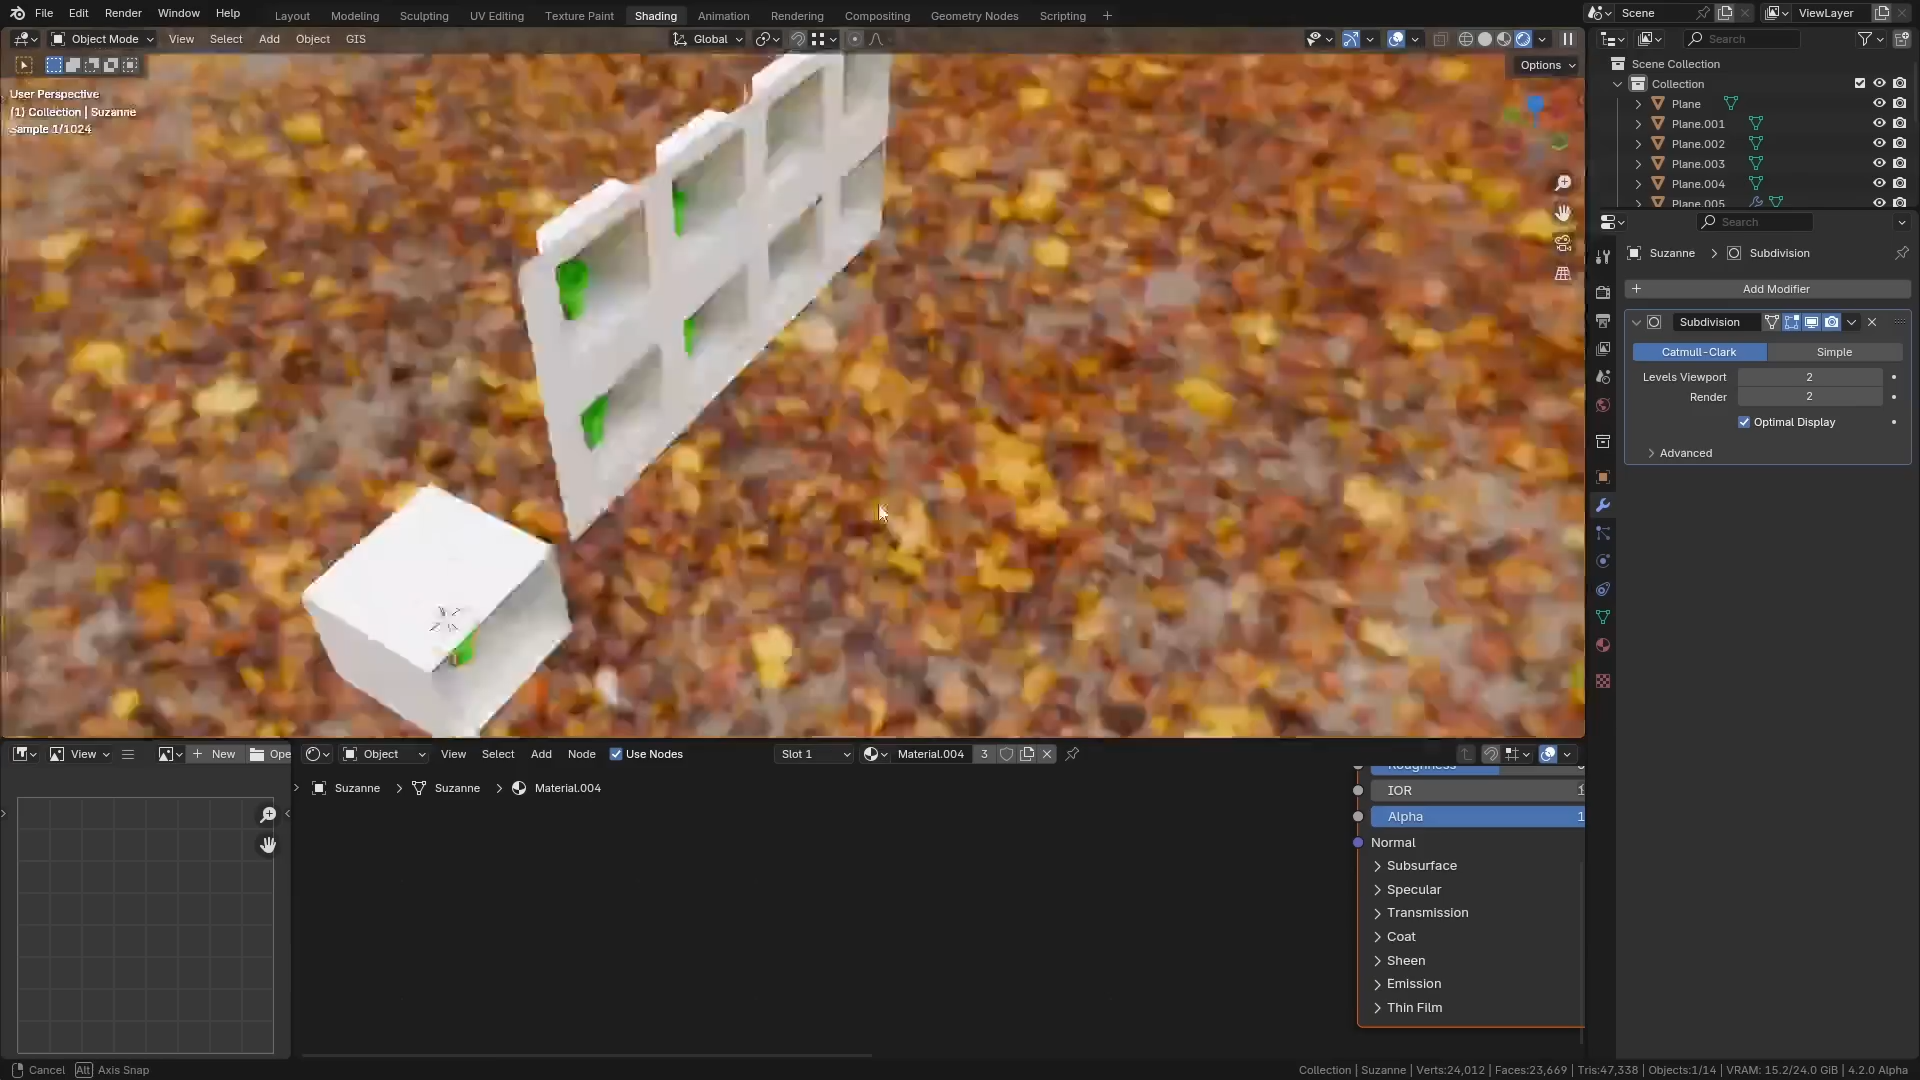 File Edit Render Window Help Layout Modeling Sculpting UV Editing Texture Paint Shading Animation Rendering Compositing Geometry Nodes Scripting + Scene ViewLayer
Object Mode View Select Add Object GIS Global Search
Options
User Perspective
(1) Collection | Suzanne
Sample 1/1024
Scene Collection
Collection
Plane
Plane.001
Plane.002
Plane.003
Plane.004
Plane.005
Search
Suzanne > Subdivision
+ Add Modifier
Subdivision
Catmull-Clark Simple
Levels Viewport 2
Render 2
Optimal Display
Advanced
View + New Ope Object View Select Add Node Use Nodes Slot 1 Material.004 3
Suzanne > Suzanne > Material.004
Roughness
IOR 1
Alpha 1
Normal
Subsurface
Specular
Transmission
Coat
Sheen
Emission
Thin Film
Cancel Alt Axis Snap Collection | Suzanne | Verts:24,012 | Faces:23,669 | Tris:47,338 | Objects:1/14 | VRAM: 15.2/24.0 GiB | 4.2.0 Alpha